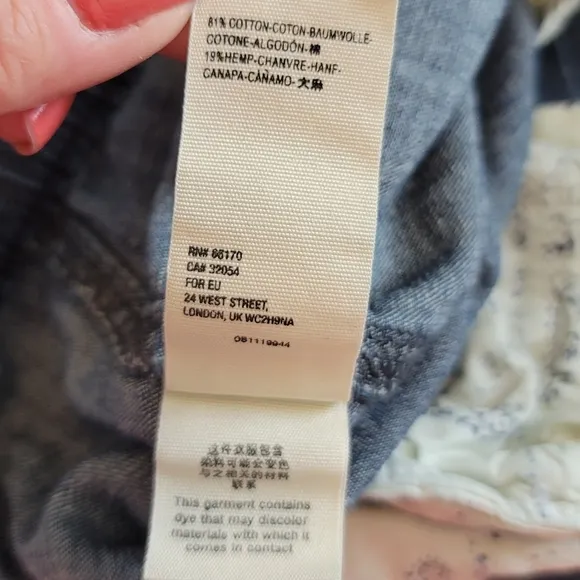 81% COTTON-COTON-BAUMWOLLE-
COTONE-ALGODÓN-棉
19%HEMP-CHANVRE-HANF-
CANAPA-CÁÑAMO-大麻
RN# 66170
CA# 32054
FOR EU
24 WEST STREET,
LONDON, UK WC2H9NA
OB1119944
这件衣服包含
染料可能会变色
与之相关的材料
联系
This garment contains
dye that may discolor
materials with which it
comes in contact